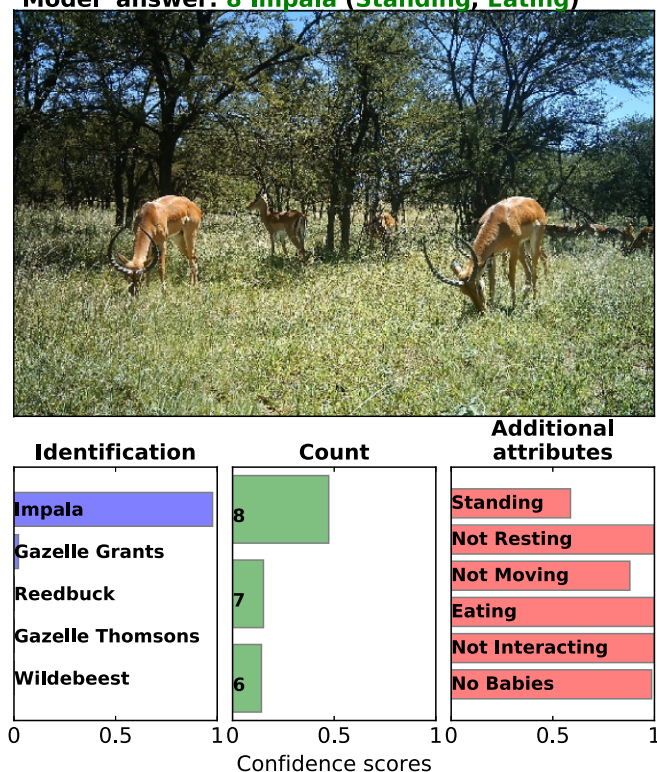 Model answer: 8 Impala (Standing, Eating)
Identification
Count
Additional
attributes
Impala
Gazelle Grants
Reedbuck
Gazelle Thomsons
Wildebeest
8
7
6
Standing
Not Resting
Not Moving
Eating
Not Interacting
No Babies
0 0.5 1
0 0.5 1
0 0.5 1
Confidence scores